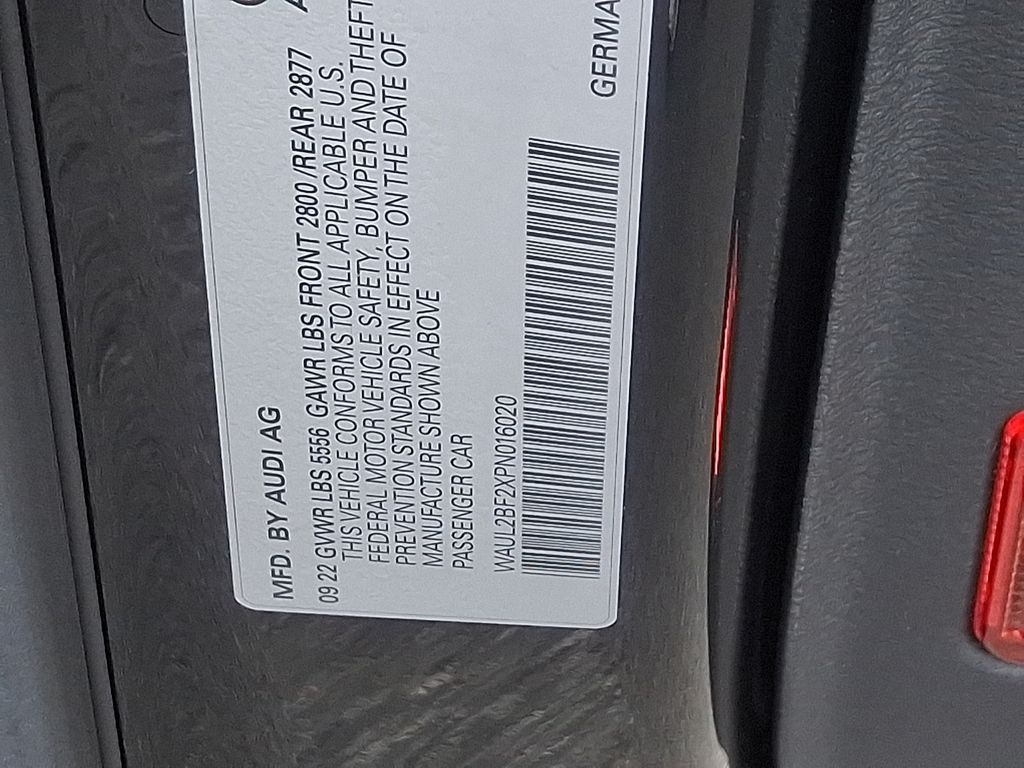 MFD. BY AUDI AG
09 22 GVWR LBS 5556 GAWR LBS FRONT 2800/REAR 2877
THIS VEHICLE CONFORMS TO ALL APPLICABLE U.S.
FEDERAL MOTOR VEHICLE SAFETY, BUMPER AND THEFT
PREVENTION STANDARDS IN EFFECT ON THE DATE OF
MANUFACTURE SHOWN ABOVE
PASSENGER CAR
WAUL2BF2XPN016020
GERMA